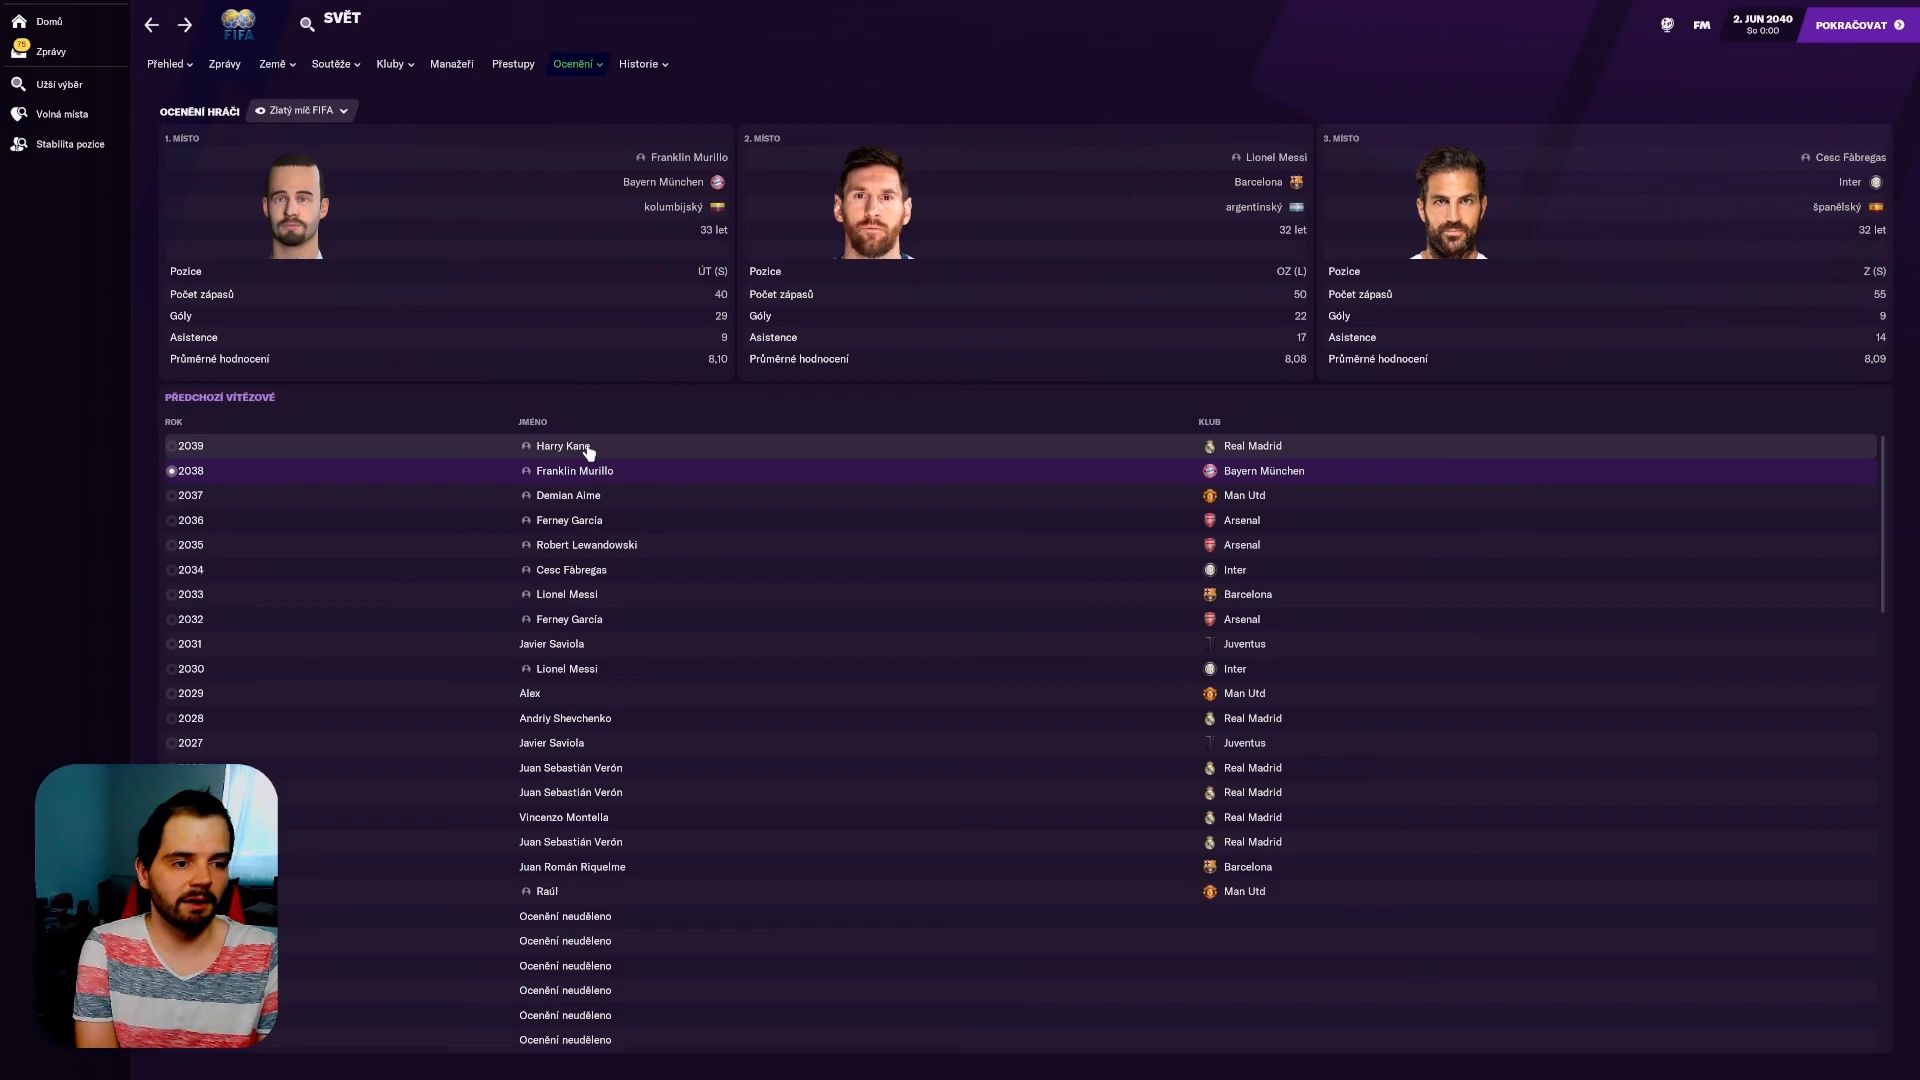 Domů
SVĚT
FM
2. JUN 2040
So 0:00
POKRAČOVAT
FIFA
75
Zprávy
Přehled Zprávy Země Soutěže Kluby Manažeři Přestupy Ocenění Historie
Užší výběr
Volná místa
Stabilita pozice
OCENĚNÍ HRÁČI Zlatý míč FIFA
1. MÍSTO
Franklin Murillo
Bayern München
kolumbijský
33 let
Pozice ÚT (S)
Počet zápasů 40
Góly 29
Asistence 9
Průměrné hodnocení 8,10
2. MÍSTO
Lionel Messi
Barcelona
argentinský
32 let
Pozice OZ (L)
Počet zápasů 50
Góly 22
Asistence 17
Průměrné hodnocení 8,08
3. MÍSTO
Cesc Fàbregas
Inter
španělský
32 let
Pozice Z (S)
Počet zápasů 55
Góly 9
Asistence 14
Průměrné hodnocení 8,09
PŘEDCHOZÍ VÍTĚZOVÉ
ROK JMÉNO KLUB
2039 Harry Kane Real Madrid
2038 Franklin Murillo Bayern München
2037 Demian Aime Man Utd
2036 Ferney García Arsenal
2035 Robert Lewandowski Arsenal
2034 Cesc Fàbregas Inter
2033 Lionel Messi Barcelona
2032 Ferney García Arsenal
2031 Javier Saviola Juventus
2030 Lionel Messi Inter
2029 Alex Man Utd
2028 Andriy Shevchenko Real Madrid
2027 Javier Saviola Juventus
Juan Sebastián Verón Real Madrid
Juan Sebastián Verón Real Madrid
Vincenzo Montella Real Madrid
Juan Sebastián Verón Real Madrid
Juan Román Riquelme Barcelona
Raúl Man Utd
Ocenění neuděleno
Ocenění neuděleno
Ocenění neuděleno
Ocenění neuděleno
Ocenění neuděleno
Ocenění neuděleno